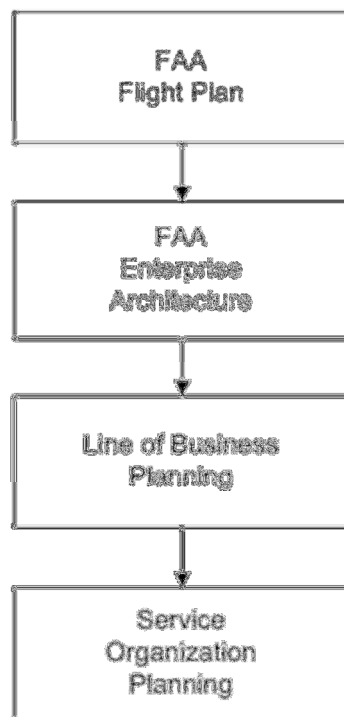 FAA
Flight Plan
FAA
Enterprise
Architecture
Line of Business
Planning
Service
Organization
Planning